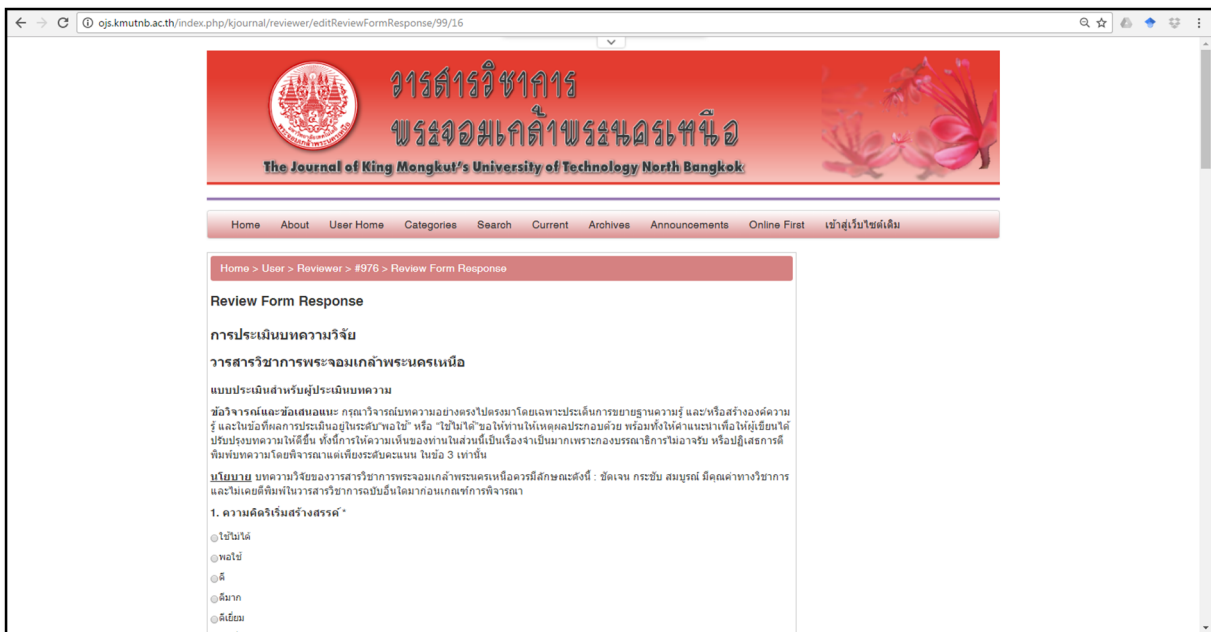 ojs.kmutnb.ac.th/index.php/kjournal/reviewer/editReviewFormResponse/99/16
วารสารวิชาการ
พระจอมเกล้าพระนครเหนือ
The Journal of King Mongkut's University of Technology North Bangkok
Home About User Home Categories Search Current Archives Announcements Online First เข้าสู่เว็บไซต์เดิม
Home > User > Reviewer > #976 > Review Form Response
Review Form Response
การประเมินบทความวิจัย
วารสารวิชาการพระจอมเกล้าพระนครเหนือ
แบบประเมินสำหรับผู้ประเมินบทความ
ข้อวิจารณ์และข้อเสนอแนะ กรุณาวิจารณ์บทความอย่างตรงไปตรงมาโดยเฉพาะประเด็นการขยายฐานความรู้ และ/หรือสร้างองค์ความ
รู้ และในข้อที่ผลการประเมินอยู่ในระดับ"พอใช้" หรือ "ใช้ไม่ได้"ขอให้ท่านให้เหตุผลประกอบด้วย พร้อมทั้งให้คำแนะนำเพื่อให้ผู้เขียนได้
ปรับปรุงบทความให้ดีขึ้น ทั้งนี้การให้ความเห็นของท่านในส่วนนี้เป็นเรื่องจำเป็นมากเพราะกองบรรณาธิการไม่อาจรับ หรือปฏิเสธการตี
พิมพ์บทความโดยพิจารณาแต่เพียงระดับคะแนน ในข้อ 3 เท่านั้น
นโยบาย บทความวิจัยของวารสารวิชาการพระจอมเกล้าพระนครเหนือควรมีลักษณะดังนี้ : ชัดเจน กระชับ สมบูรณ์ มีคุณค่าทางวิชาการ
และไม่เคยตีพิมพ์ในวารสารวิชาการฉบับอื่นใดมาก่อนเกณฑ์การพิจารณา
1. ความคิดริเริ่มสร้างสรรค์ *
ใช้ไม่ได้
พอใช้
ดี
ดีมาก
ดีเยี่ยม